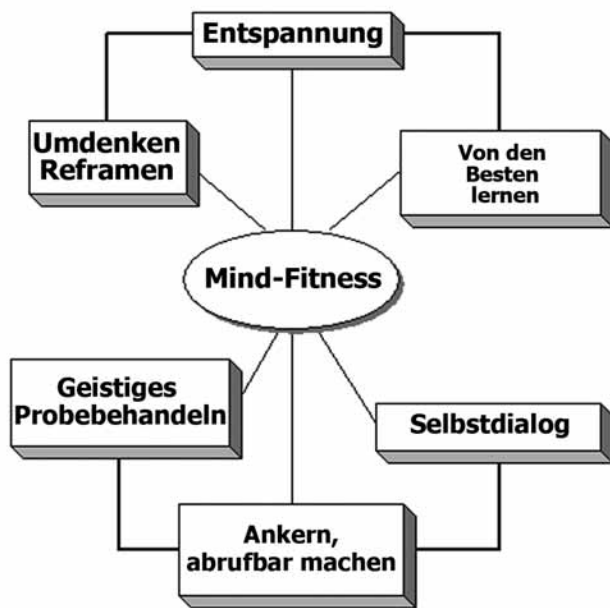 Entspannung
Umdenken
Reframen
Von den
Besten
lernen
Mind-Fitness
Geistiges
Probebehandeln
Selbstdialog
Ankern,
abrufbar machen